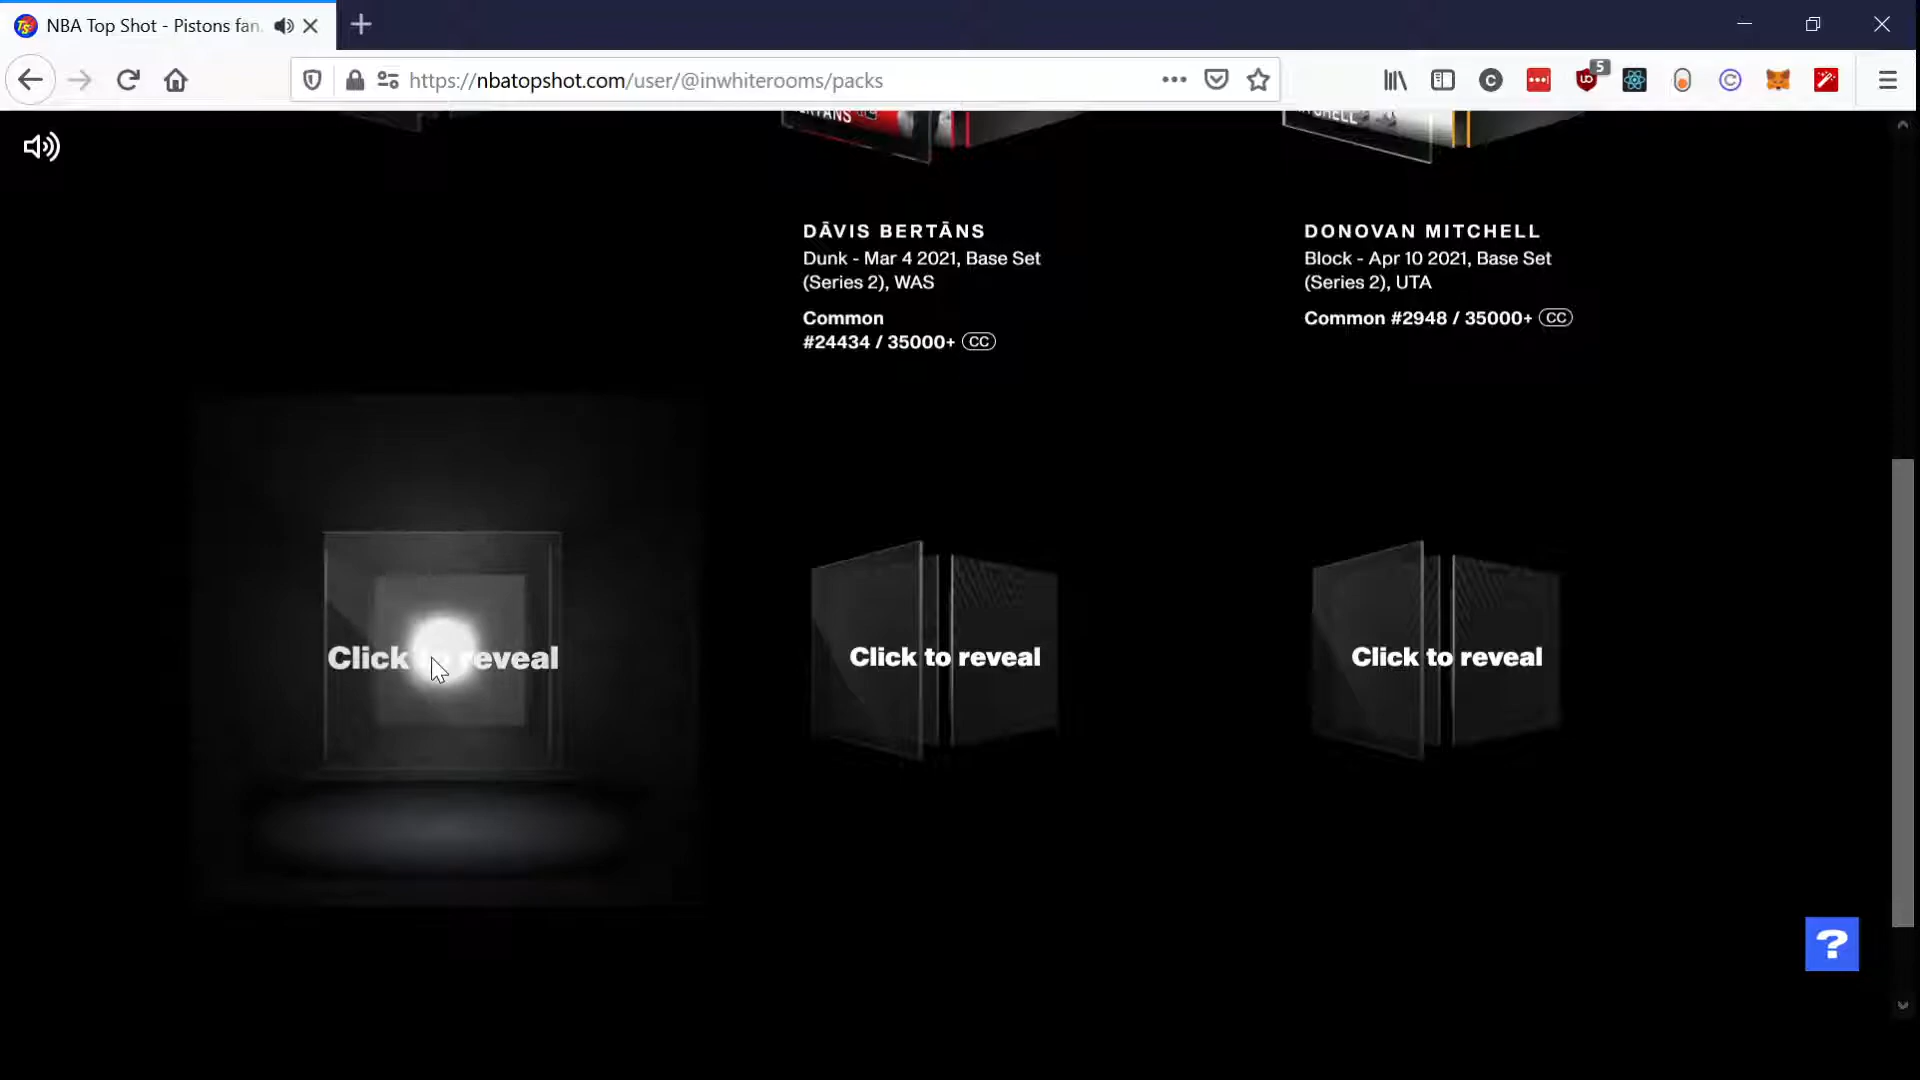 NBA Top Shot - Pistons fan.
https://nbatopshot.com/user/@inwhiterooms/packs
5
DĀVIS BERTĀNS
Dunk - Mar 4 2021, Base Set
(Series 2), WAS
Common
#24434 / 35000+ CC
DONOVAN MITCHELL
Block - Apr 10 2021, Base Set
(Series 2), UTA
Common #2948 / 35000+ CC
Click to reveal
Click to reveal
Click to reveal
?